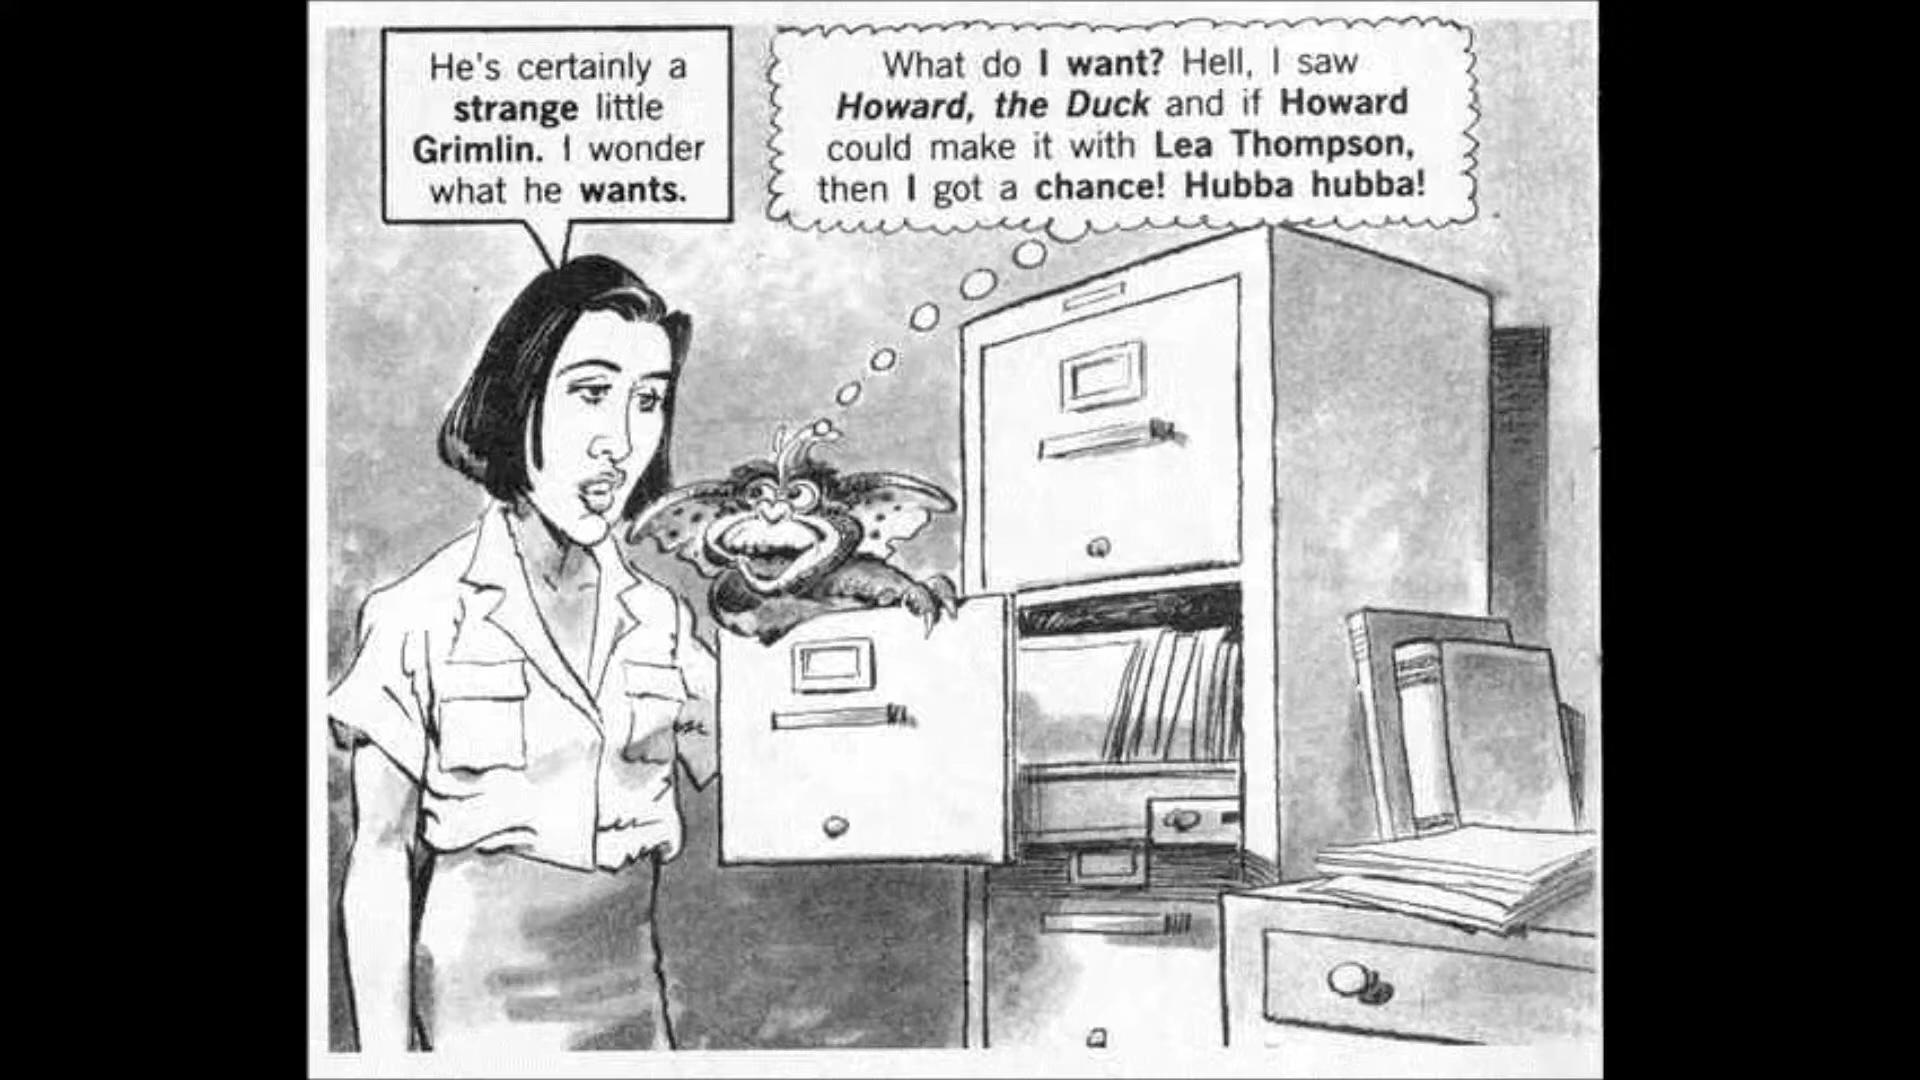 He's certainly a
strange little
Grimlin. I wonder
what he wants.
What do I want? Hell, I saw
Howard, the Duck and if Howard
could make it with Lea Thompson,
then I got a chance! Hubba hubba!